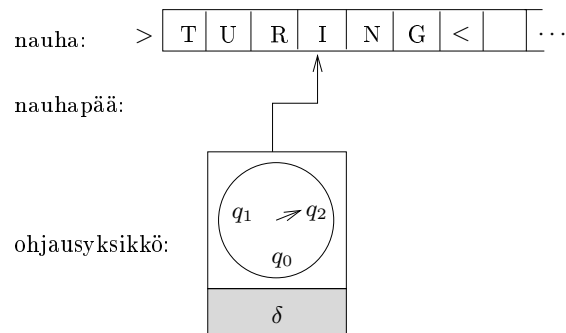 nauha: > T U R I N G < ···
nauhapää:
q1 q2
ohjausyksikkö:
q0
δ